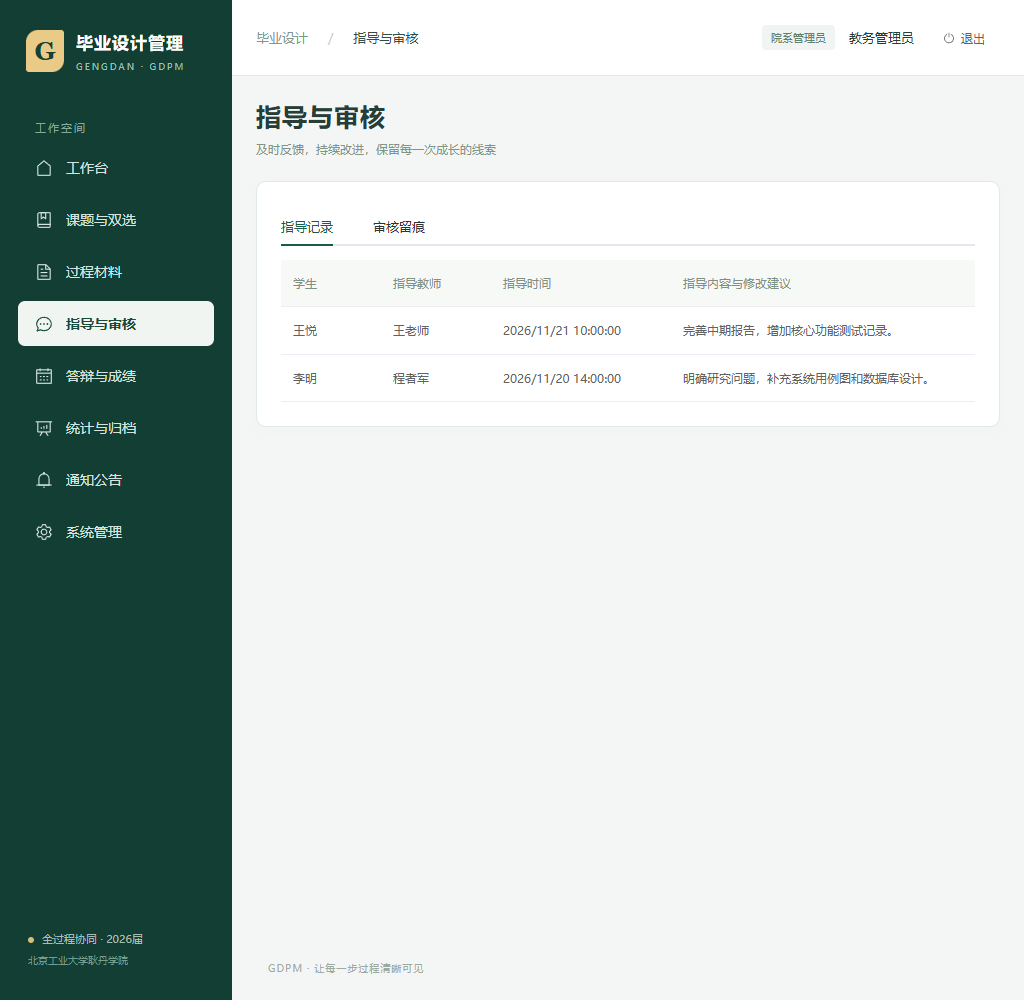 G
毕业设计管理
GENGDAN · GDPM
工作空间
工作台
课题与双选
过程材料
指导与审核
答辩与成绩
统计与归档
通知公告
系统管理
全过程协同 · 2026届
北京工业大学耿丹学院
毕业设计 / 指导与审核
院系管理员 教务管理员 退出
指导与审核
及时反馈，持续改进，保留每一次成长的线索
指导记录 审核留痕
学生 指导教师 指导时间 指导内容与修改建议
王悦 王老师 2026/11/21 10:00:00 完善中期报告，增加核心功能测试记录。
李明 程者军 2026/11/20 14:00:00 明确研究问题，补充系统用例图和数据库设计。
GDPM · 让每一步过程清晰可见